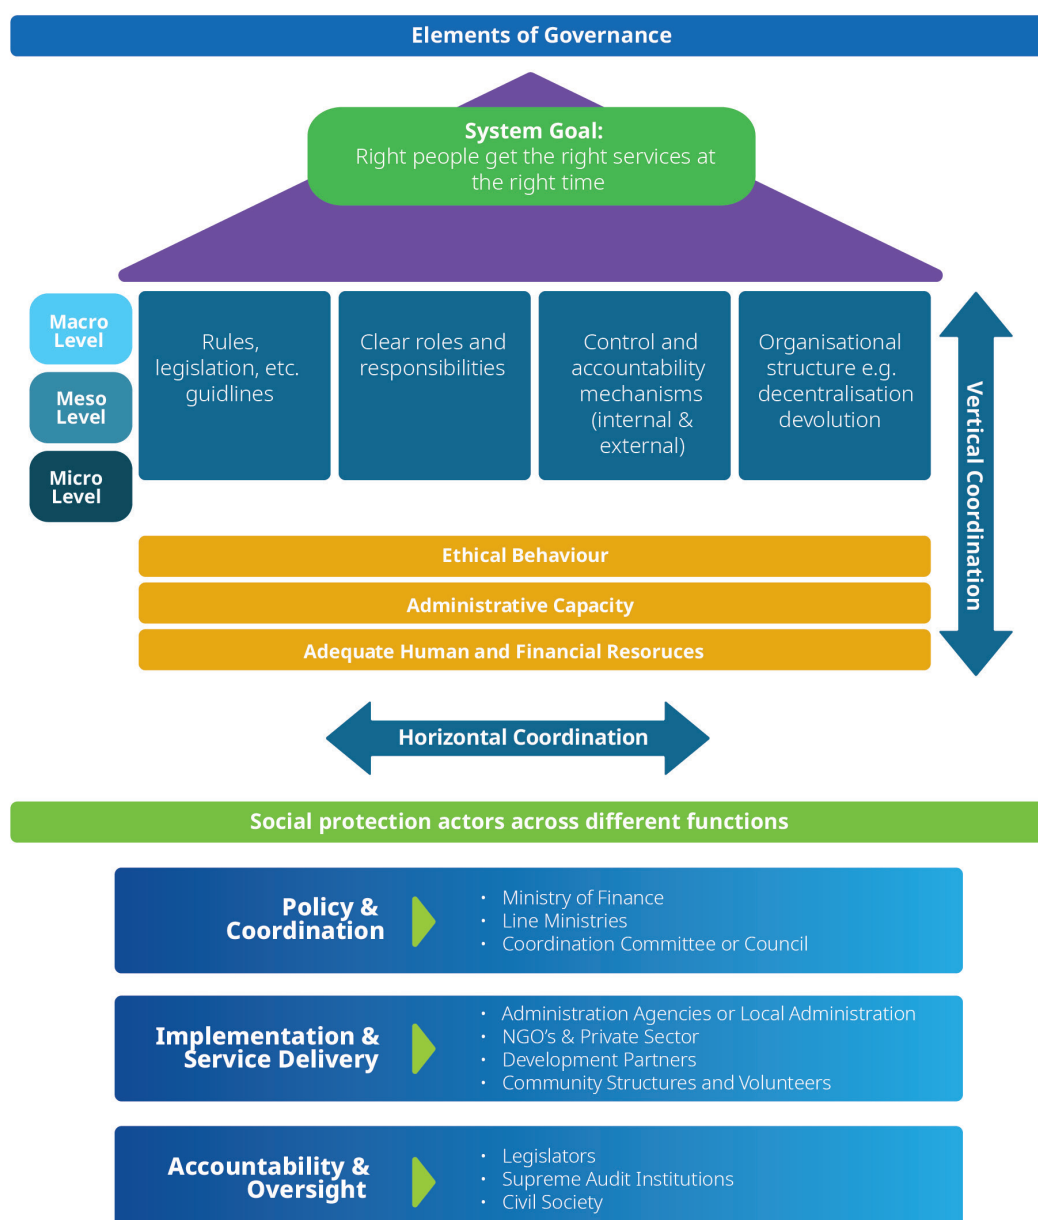 Elements of Governance
System Goal:
Right people get the right services at
the right time
Macro
Level
Meso
Level
Micro
Level
Rules,
legislation, etc.
guidlines
Clear roles and
responsibilities
Control and
accountability
mechanisms
(internal &
external)
Organisational
structure e.g.
decentralisation
devolution
Vertical Coordination
Ethical Behaviour
Administrative Capacity
Adequate Human and Financial Resoruces
Horizontal Coordination
Social protection actors across different functions
Policy &
Coordination
• Ministry of Finance
• Line Ministries
• Coordination Committee or Council
Implementation &
Service Delivery
• Administration Agencies or Local Administration
• NGO’s & Private Sector
• Development Partners
• Community Structures and Volunteers
Accountability &
Oversight
• Legislators
• Supreme Audit Institutions
• Civil Society